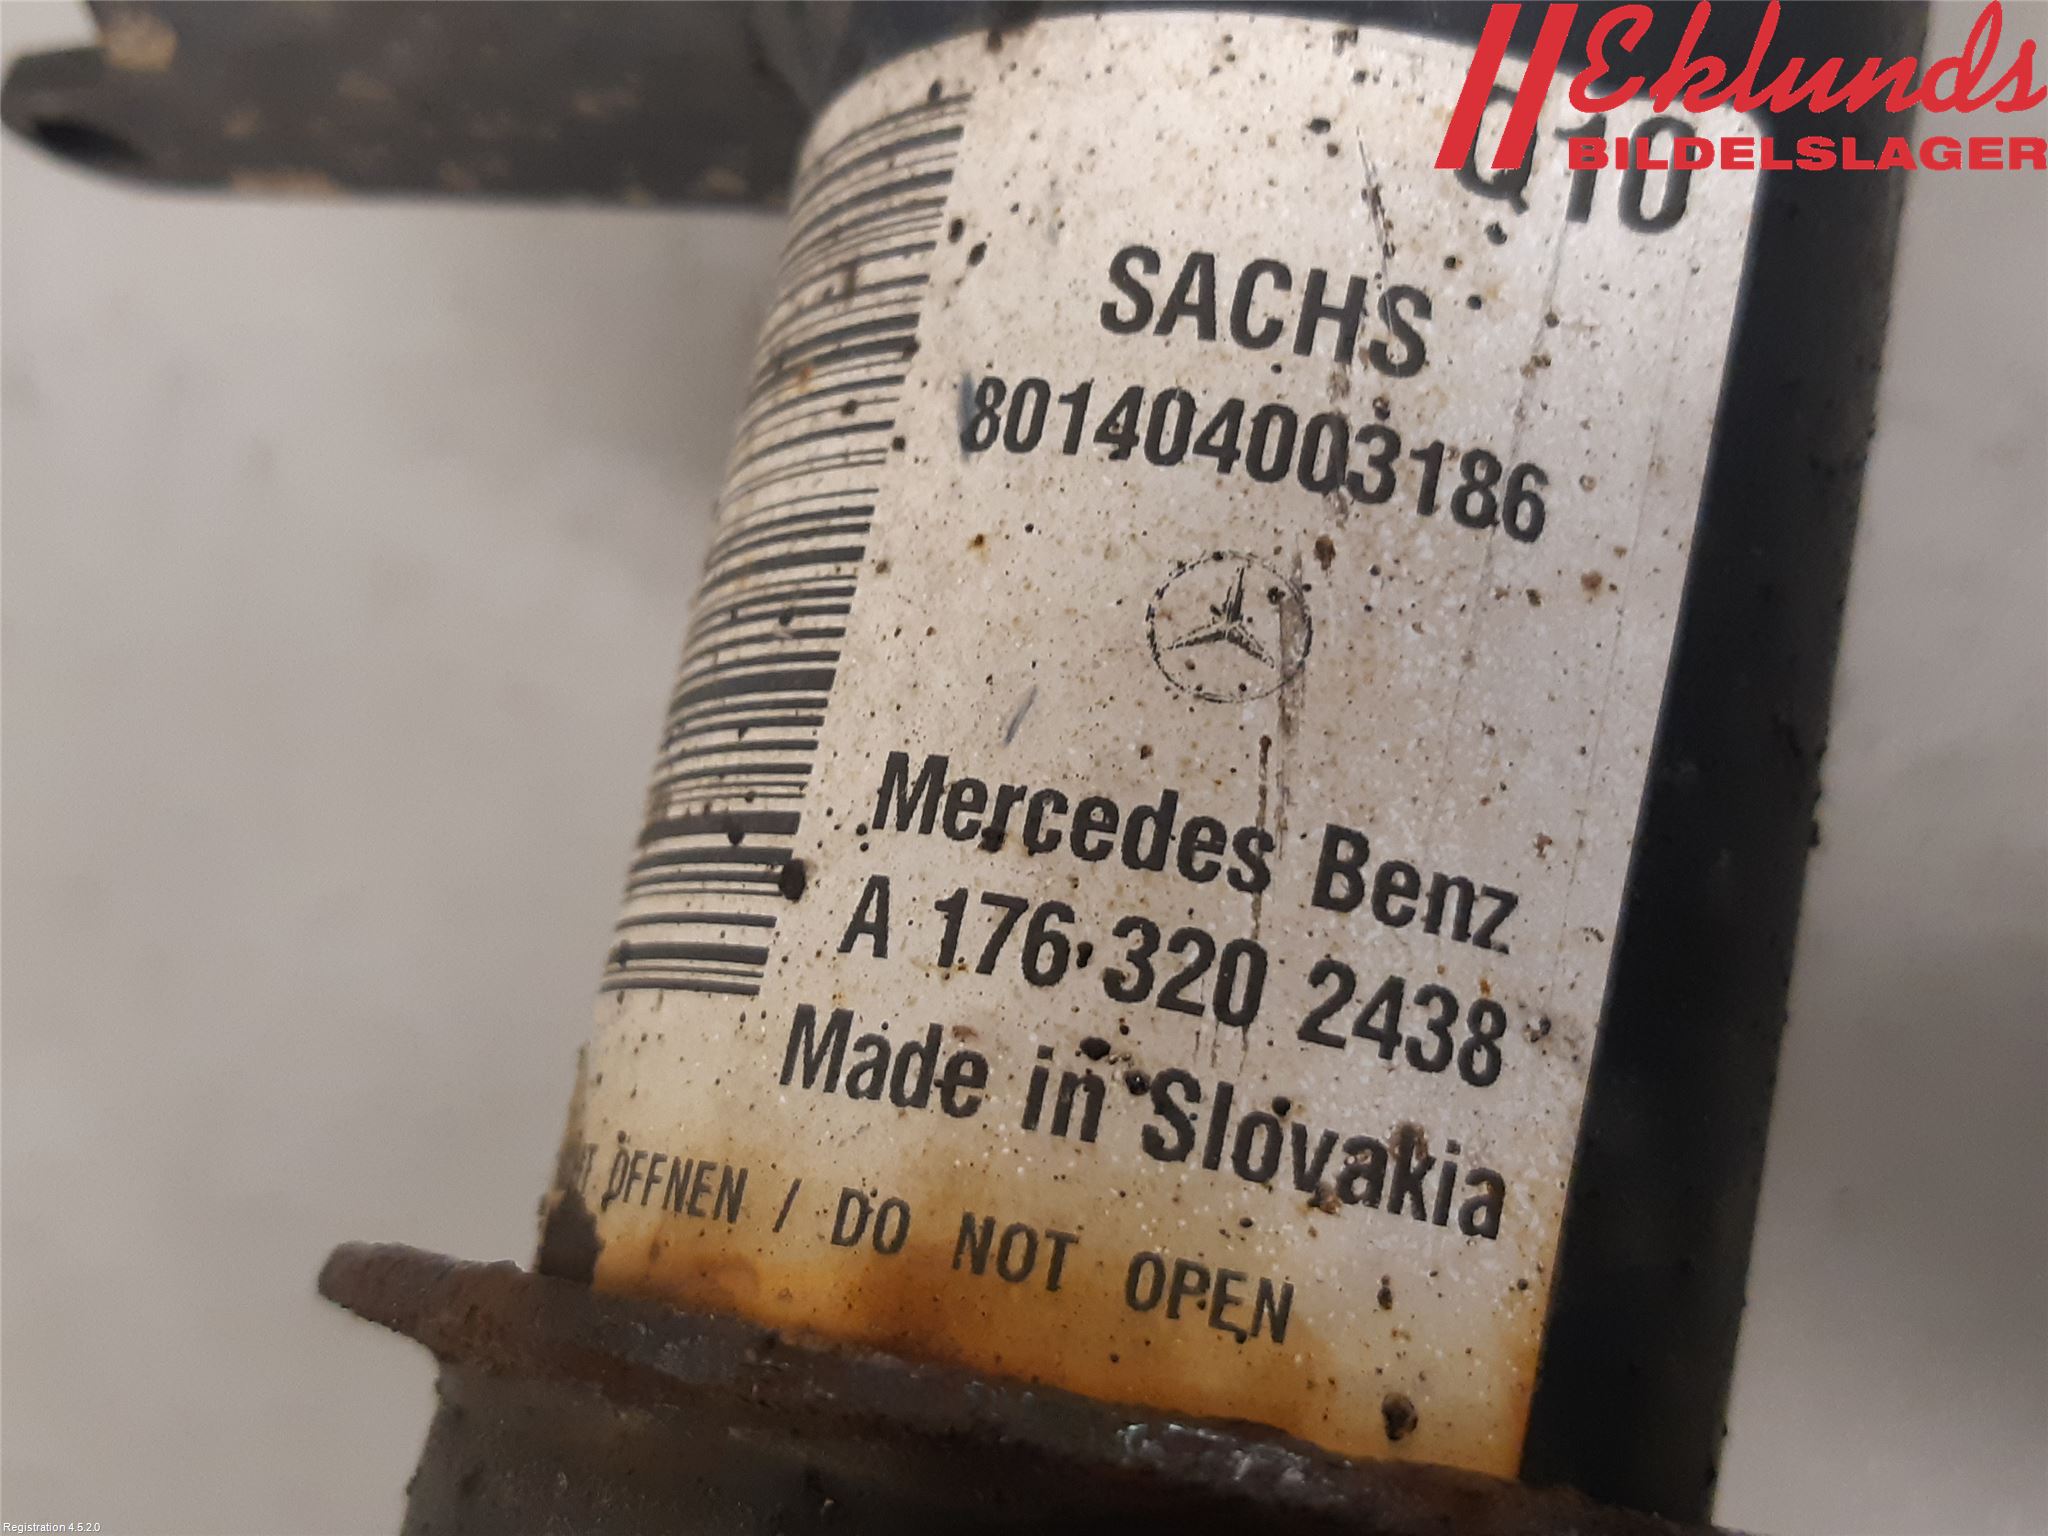 Eklunds
BILDELSLAGER
Q10
SACHS
801404003186
Mercedes Benz
A 176 320 2438
Made in Slovakia
ÖFFNEN / DO NOT OPEN
Registration 4.5.2.0